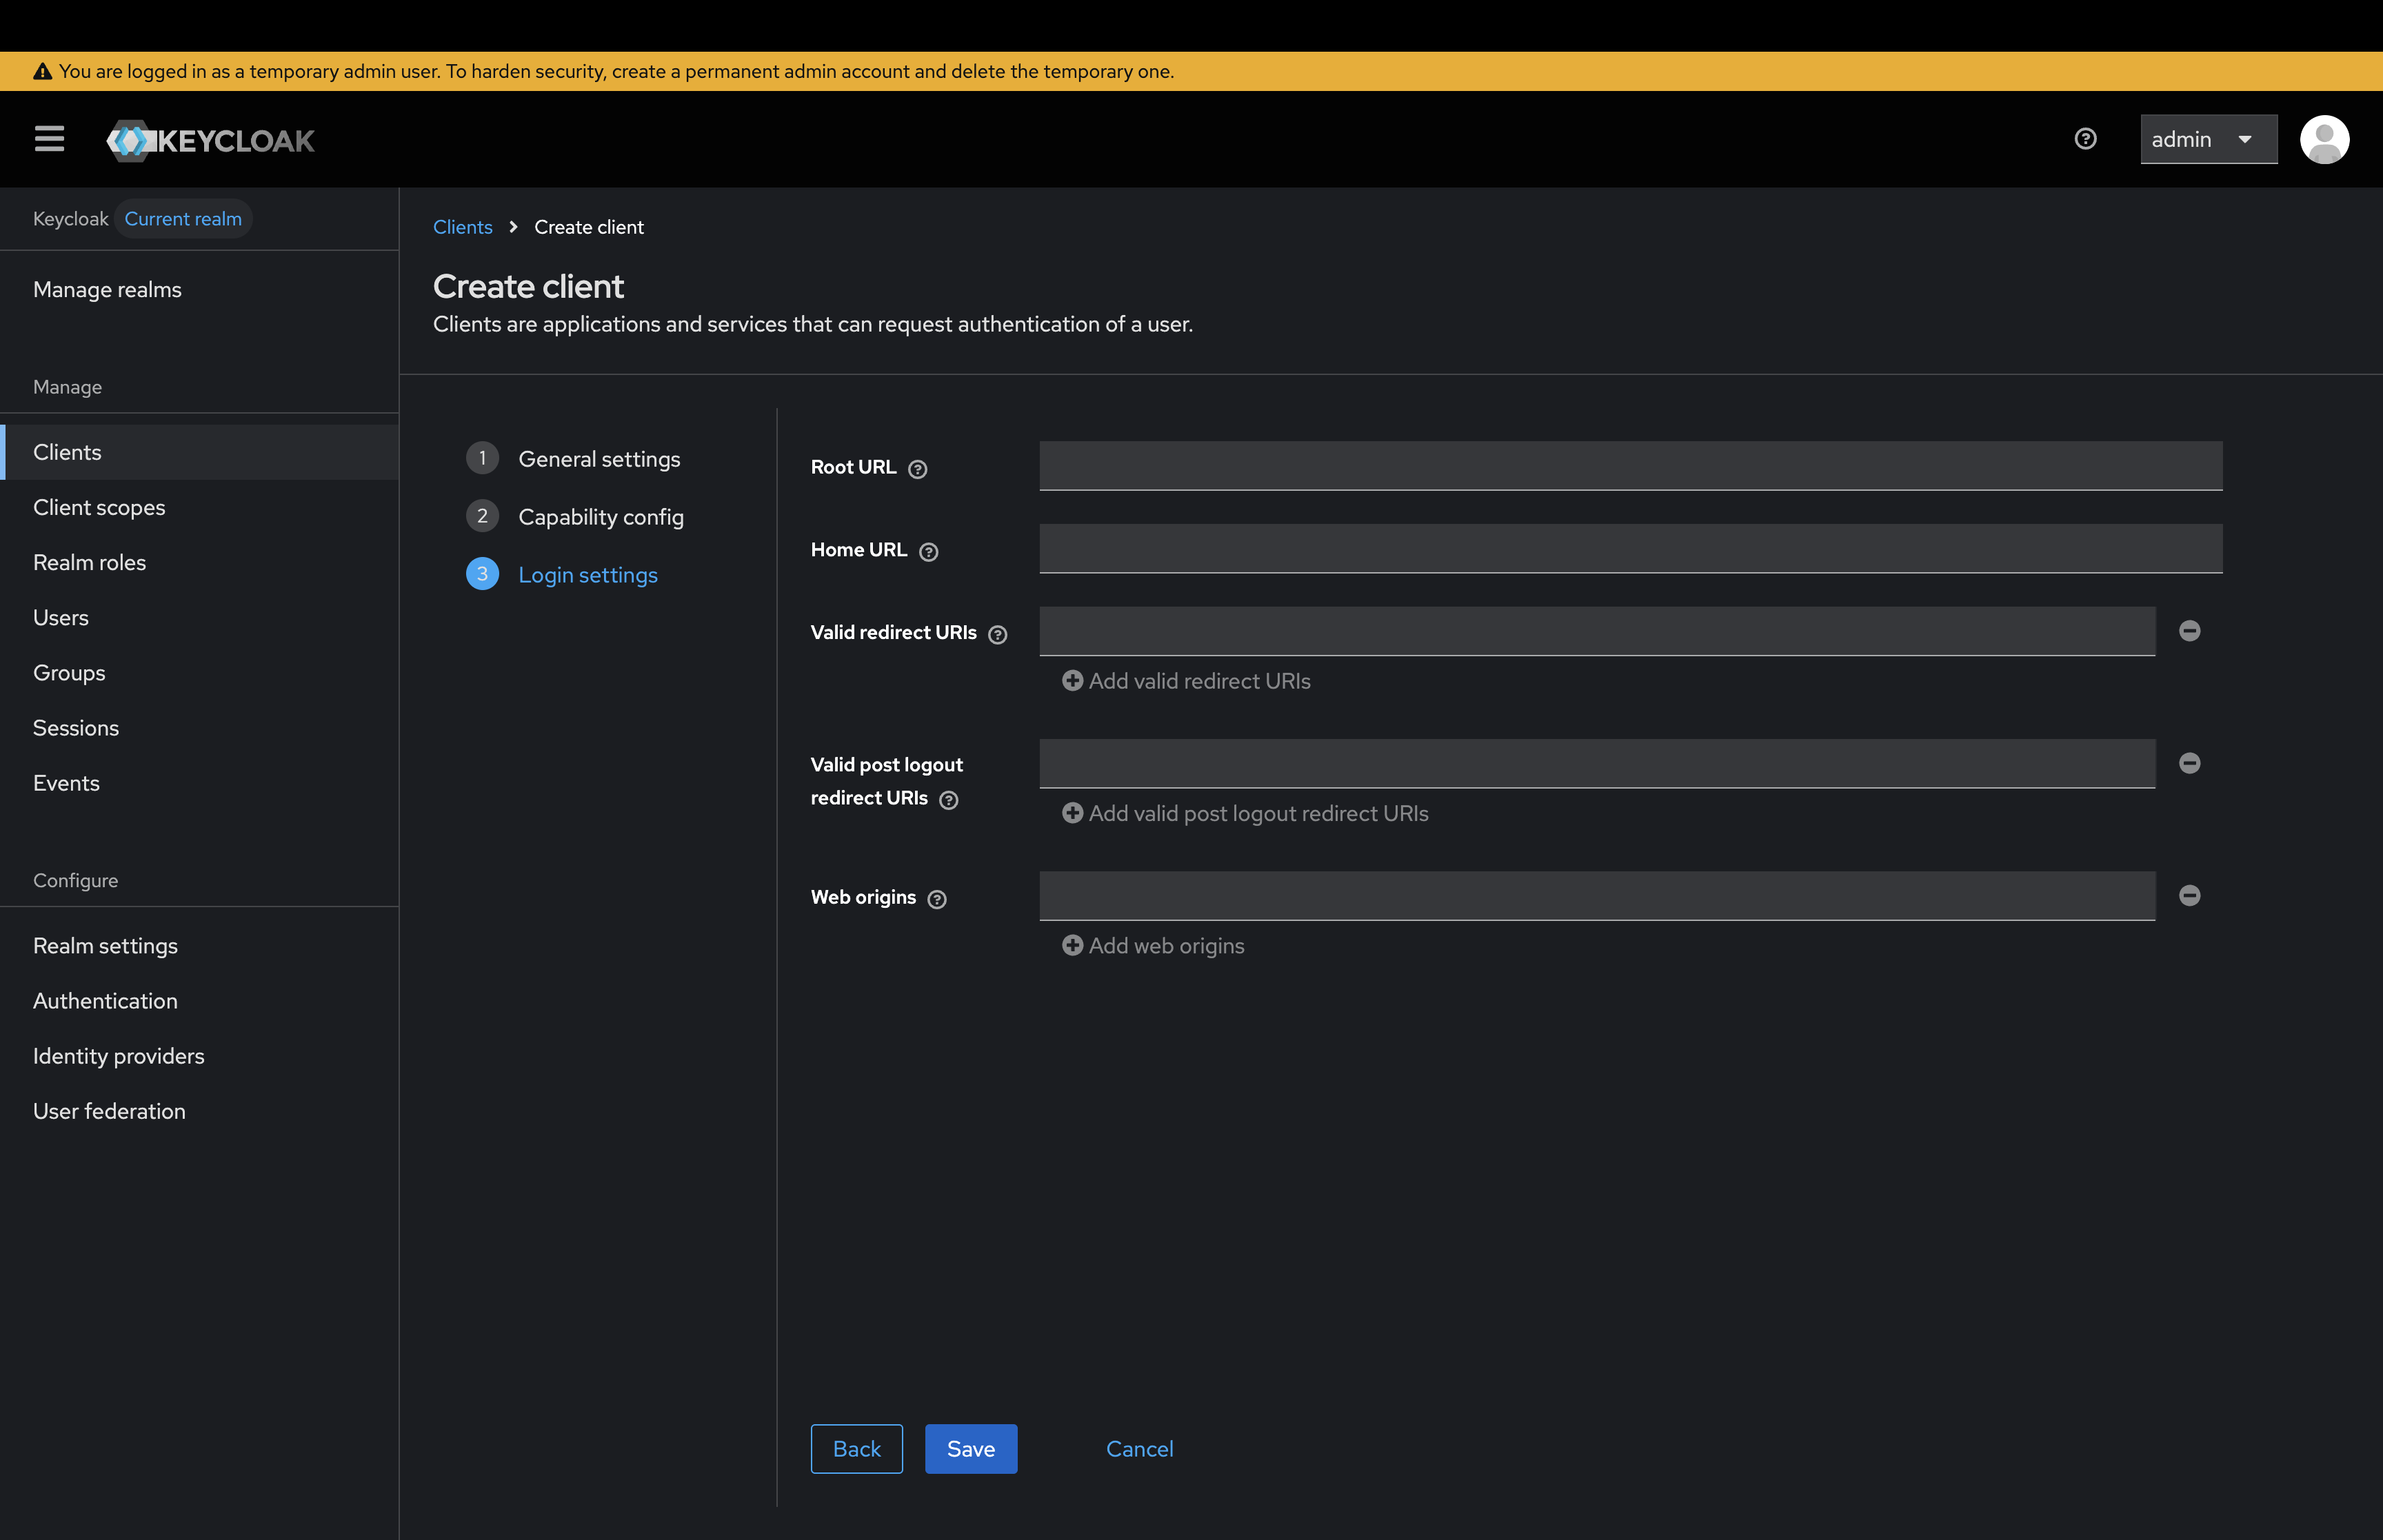 You are logged in as a temporary admin user. To harden security, create a permanent admin account and delete the temporary one.
KEYCLOAK
admin
Keycloak Current realm
Manage realms
Manage
Clients
Client scopes
Realm roles
Users
Groups
Sessions
Events
Configure
Realm settings
Authentication
Identity providers
User federation
Clients Create client
Create client
Clients are applications and services that can request authentication of a user.
1 General settings
2 Capability config
3 Login settings
Root URL
Home URL
Valid redirect URIs
Add valid redirect URIs
Valid post logout
redirect URIs
Add valid post logout redirect URIs
Web origins
Add web origins
Back
Save
Cancel